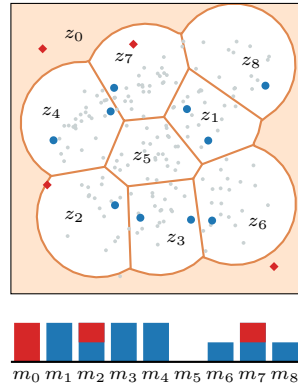 z₀
z₇
z₈
z₄
z₁
z₅
z₂
z₃
z₆
m₀ m₁ m₂ m₃ m₄ m₅ m₆ m₇ m₈